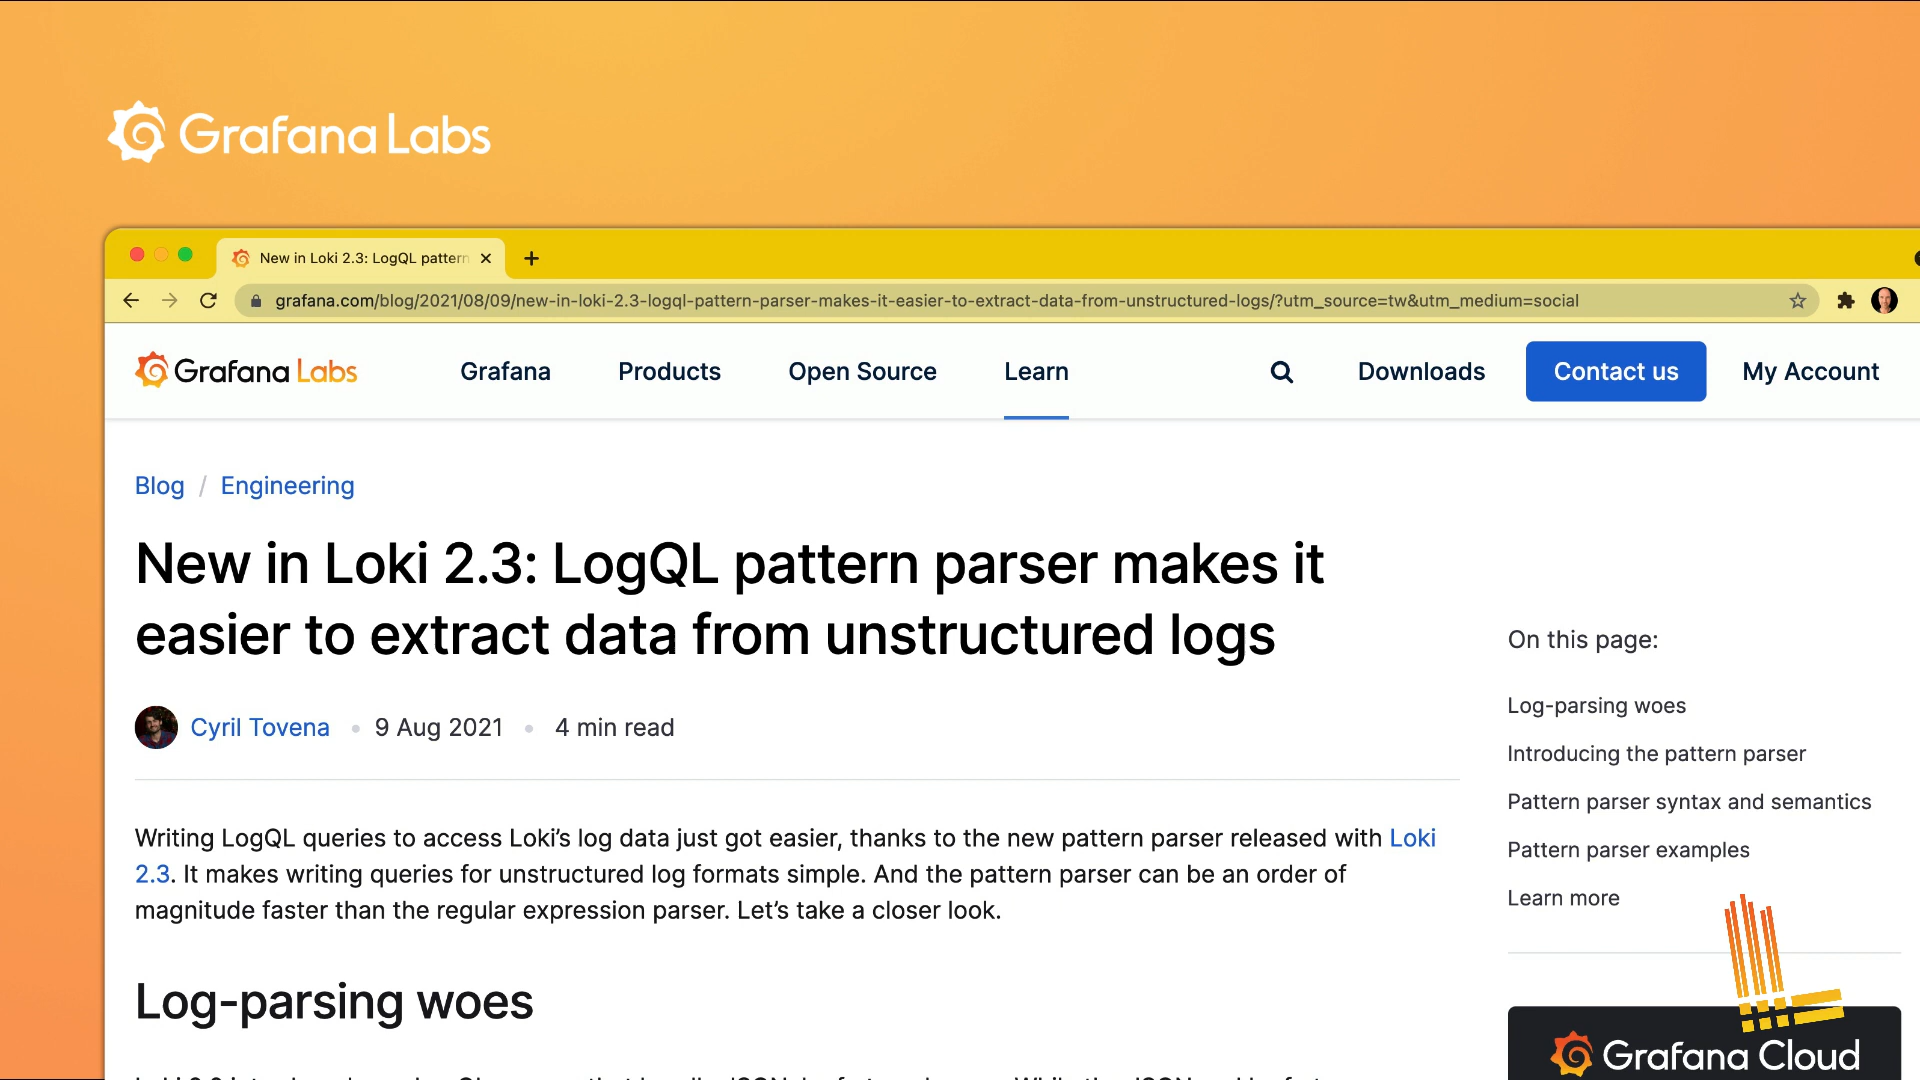 Grafana Labs
New in Loki 2.3: LogQL pattern
grafana.com/blog/2021/08/09/new-in-loki-2.3-logql-pattern-parser-makes-it-easier-to-extract-data-from-unstructured-logs/?utm_source=tw&utm_medium=social
Grafana Labs Grafana Products Open Source Learn Downloads Contact us My Account
Blog / Engineering
New in Loki 2.3: LogQL pattern parser makes it
easier to extract data from unstructured logs
Cyril Tovena • 9 Aug 2021 • 4 min read
Writing LogQL queries to access Loki’s log data just got easier, thanks to the new pattern parser released with Loki
2.3. It makes writing queries for unstructured log formats simple. And the pattern parser can be an order of
magnitude faster than the regular expression parser. Let’s take a closer look.
Log-parsing woes
On this page:
Log-parsing woes
Introducing the pattern parser
Pattern parser syntax and semantics
Pattern parser examples
Learn more
Grafana Cloud